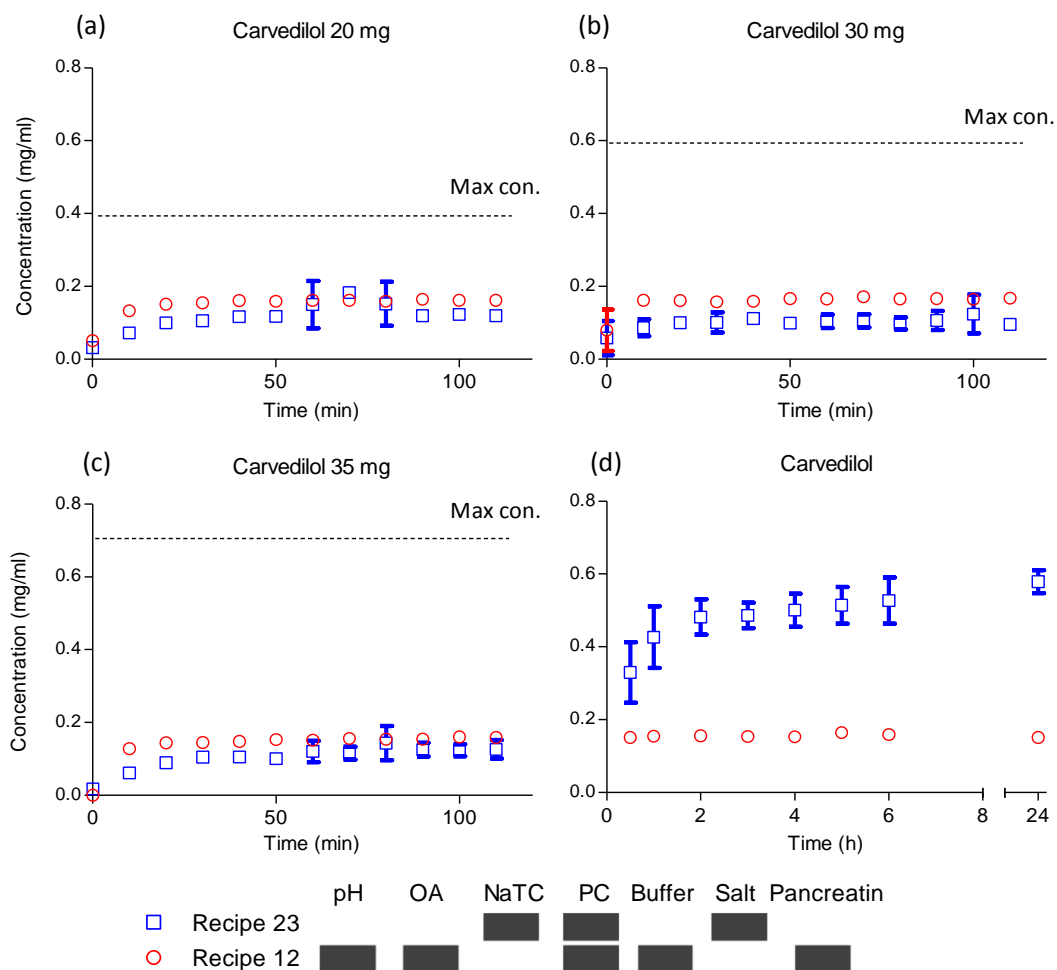 (a)
Carvedilol 20 mg
0.8
0.6
0.4
0.2
0.0
Concentration (mg/ml)
Max con.
0
50
100
Time (min)
(b)
Carvedilol 30 mg
0.8
0.6
0.4
0.2
0.0
Max con.
0
50
100
Time (min)
(c)
Carvedilol 35 mg
0.8
0.6
0.4
0.2
0.0
Concentration (mg/ml)
Max con.
0
50
100
Time (min)
(d)
Carvedilol
0.8
0.6
0.4
0.2
0.0
0
2
4
6
8
24
Time (h)
pH OA NaTC PC Buffer Salt Pancreatin
Recipe 23
Recipe 12